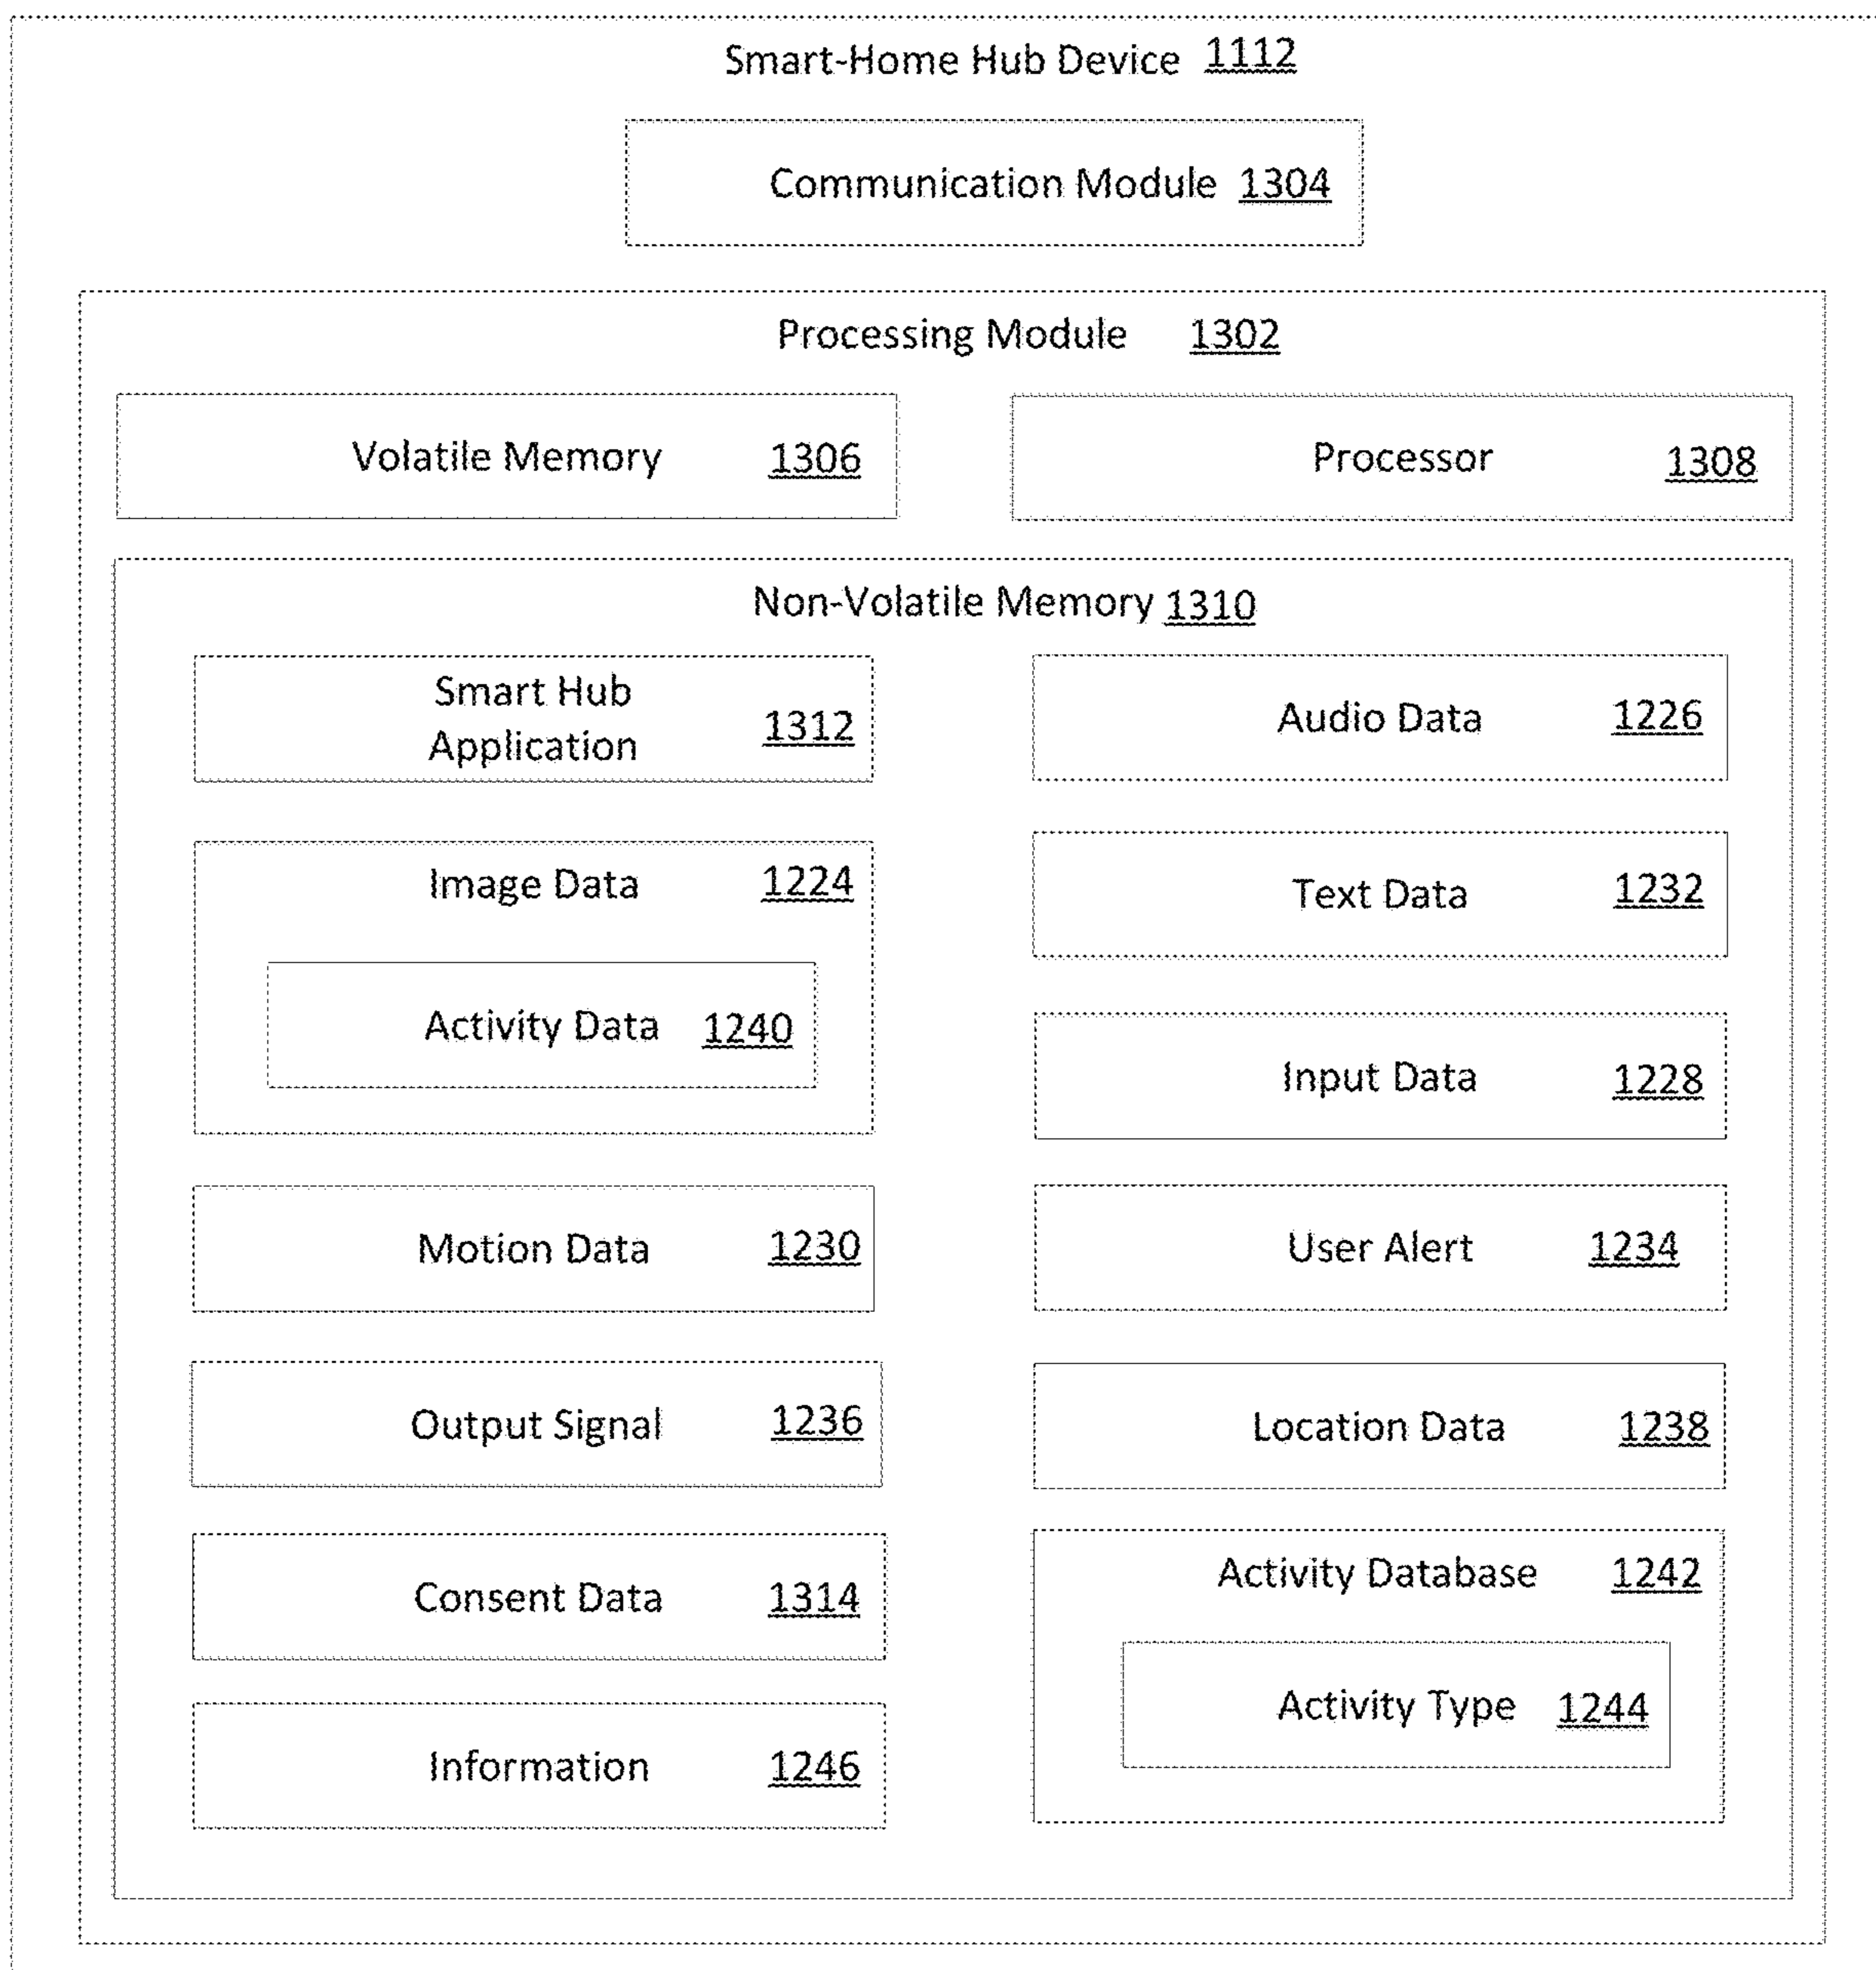 Smart-Home Hub Device 1112
Communication Module 1304
Processing Module 1302
Volatile Memory 1306
Processor 1308
Non-Volatile Memory 1310
Smart Hub
Application 1312
Audio Data 1226
Image Data 1224
Text Data 1232
Activity Data 1240
Input Data 1228
Motion Data 1230
User Alert 1234
Output Signal 1236
Location Data 1238
Consent Data 1314
Activity Database 1242
Activity Type 1244
Information 1246